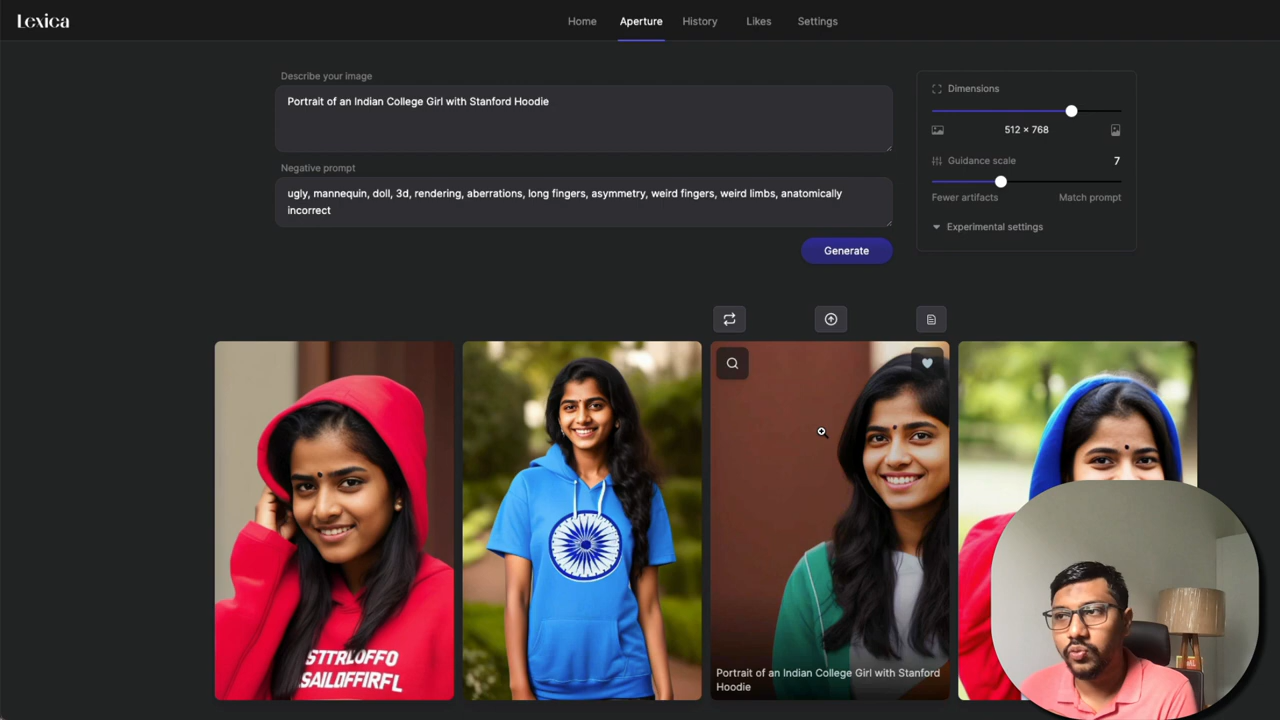 Lexica
Home
Aperture
History
Likes
Settings
Describe your image
Portrait of an Indian College Girl with Stanford Hoodie
Negative prompt
ugly, mannequin, doll, 3d, rendering, aberrations, long fingers, asymmetry, weird fingers, weird limbs, anatomically
incorrect
Generate
Dimensions
512 × 768
Guidance scale
7
Fewer artifacts
Match prompt
Experimental settings
Portrait of an Indian College Girl with Stanford
Hoodie